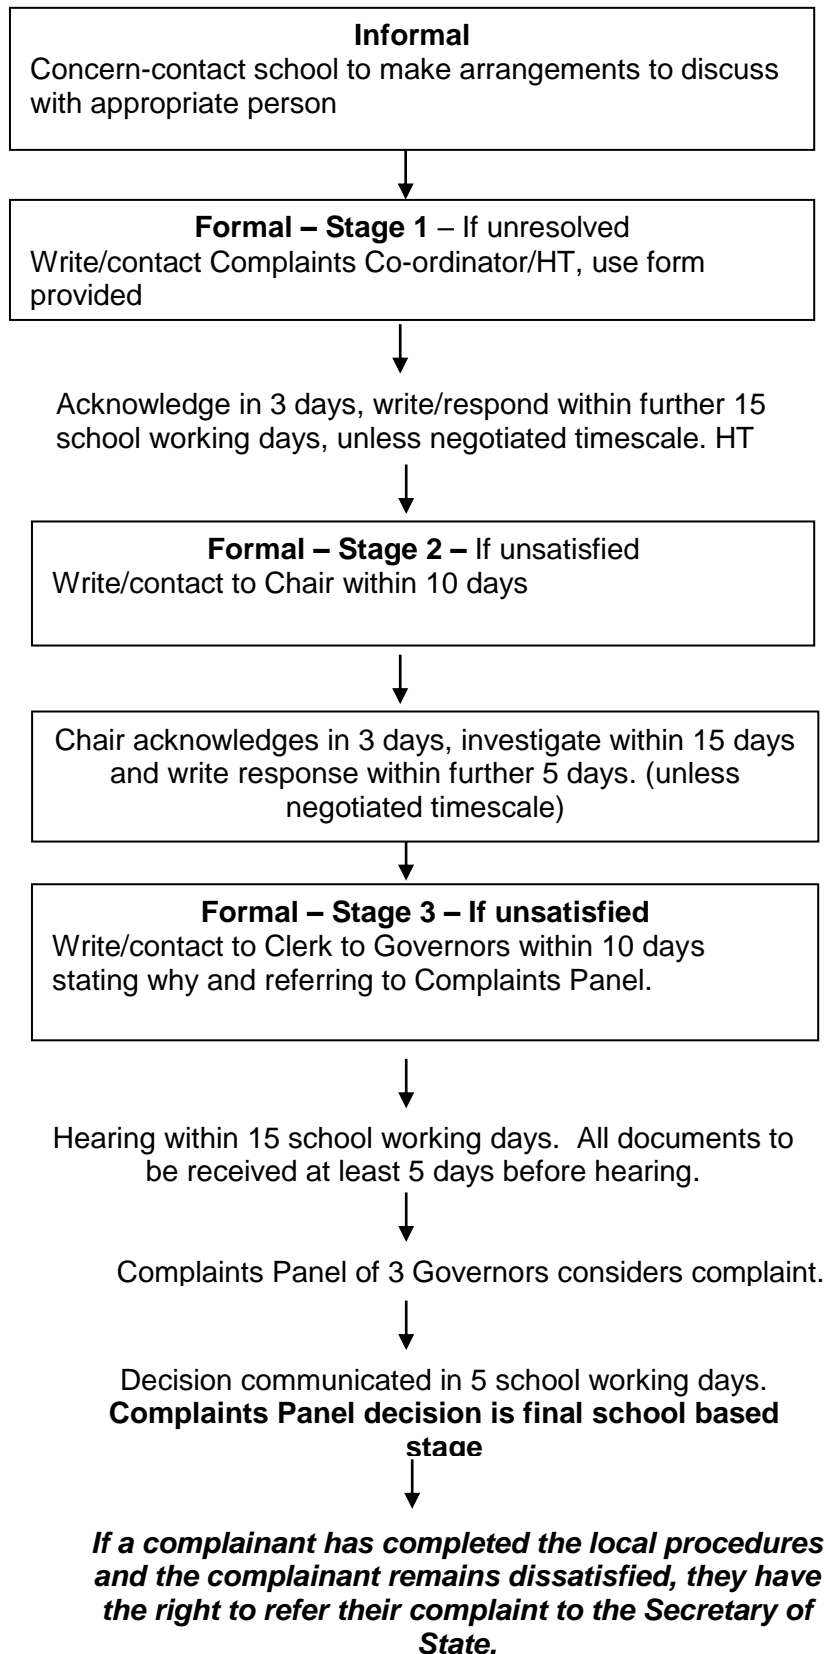 Informal
Concern-contact school to make arrangements to discuss
with appropriate person
Formal – Stage 1 – If unresolved
Write/contact Complaints Co-ordinator/HT, use form
provided
Acknowledge in 3 days, write/respond within further 15
school working days, unless negotiated timescale. HT
Formal – Stage 2 – If unsatisfied
Write/contact to Chair within 10 days
Chair acknowledges in 3 days, investigate within 15 days
and write response within further 5 days. (unless
negotiated timescale)
Formal – Stage 3 – If unsatisfied
Write/contact to Clerk to Governors within 10 days
stating why and referring to Complaints Panel.
Hearing within 15 school working days.  All documents to
be received at least 5 days before hearing.
Complaints Panel of 3 Governors considers complaint.
Decision communicated in 5 school working days.
Complaints Panel decision is final school based
stage
If a complainant has completed the local procedures
and the complainant remains dissatisfied, they have
the right to refer their complaint to the Secretary of
State.